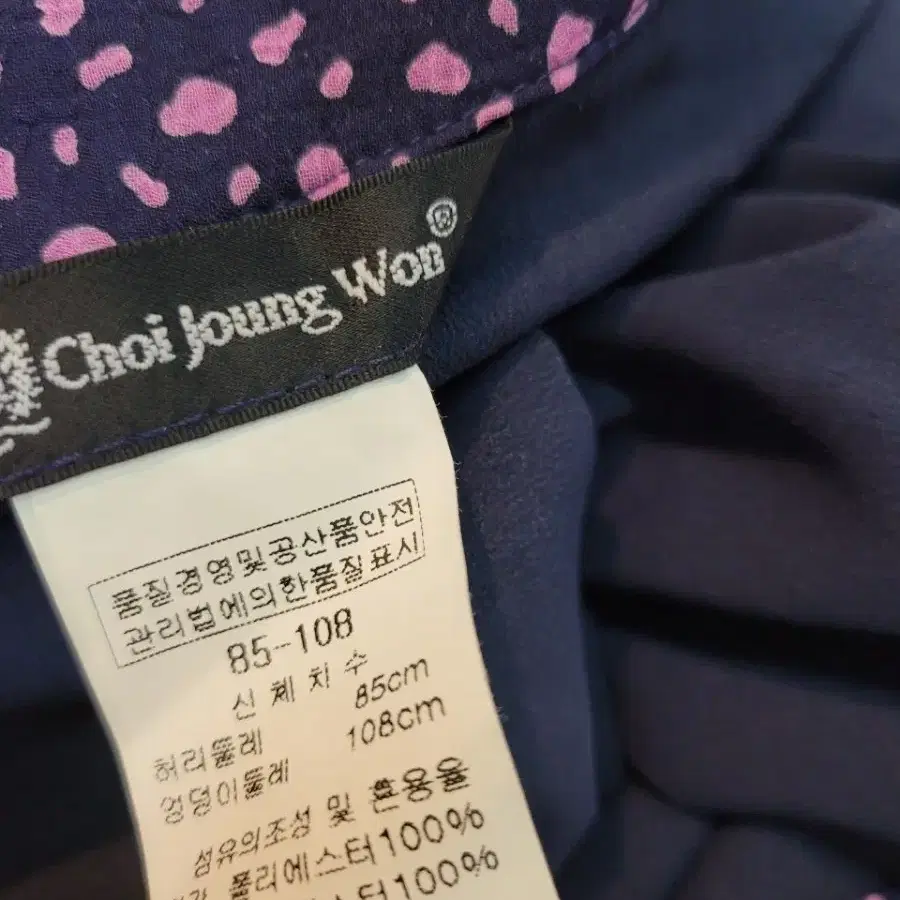 Choi Joung Won®
품질경영및공산품안전
관리법에의한품질표시
85-108
신체치수
허리둘레 85cm
엉덩이둘레 108cm
섬유의조성 및 혼용율
폴리에스터100%
100%